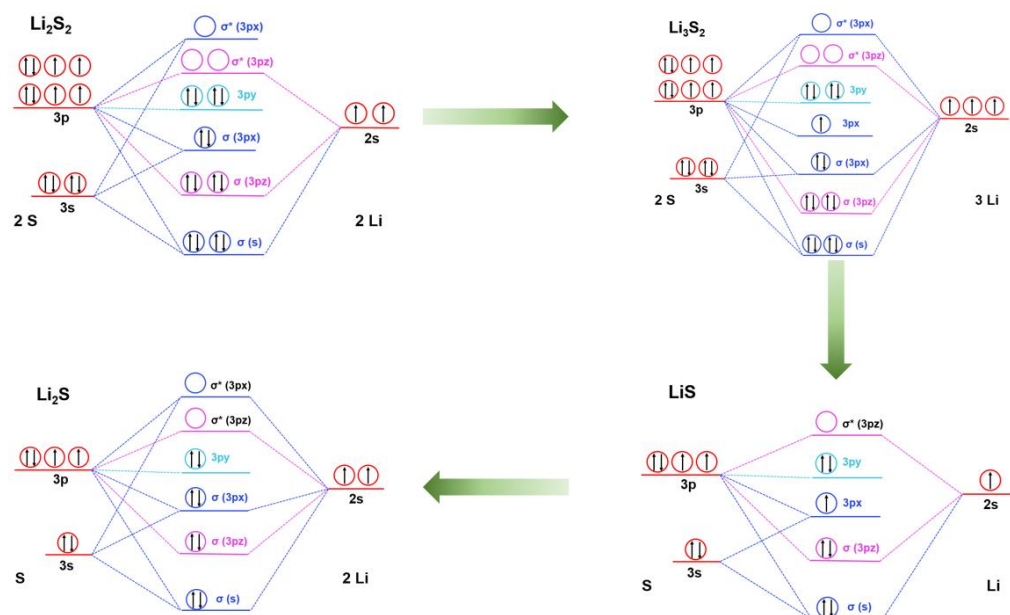 Li₂S₂
σ* (3px)
σ* (3pz)
3py
3p
σ (3px)
2s
σ (3pz)
3s
2 S
2 Li
σ (s)
Li₃S₂
σ* (3px)
σ* (3pz)
3py
3p
3px
2s
σ (3px)
3s
2 S
3 Li
σ (3pz)
σ (s)
Li₂S
σ* (3px)
σ* (3pz)
3py
3p
σ (3px)
2s
σ (3pz)
3s
S
2 Li
σ (s)
LiS
σ* (3pz)
3py
3p
3px
2s
σ (3pz)
3s
S
Li
σ (s)